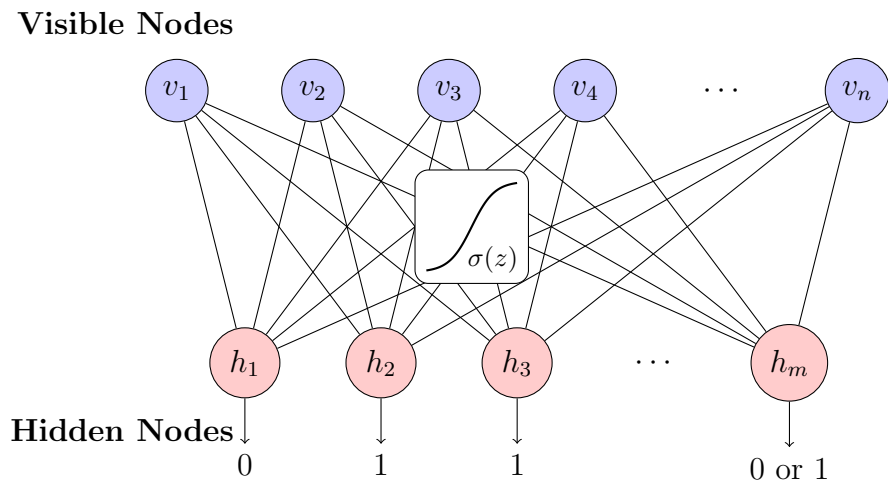 Visible Nodes
v₁ v₂ v₃ v₄ ⋯ vₙ
σ(z)
h₁ h₂ h₃ ⋯ hₘ
Hidden Nodes
0 1 1 0 or 1